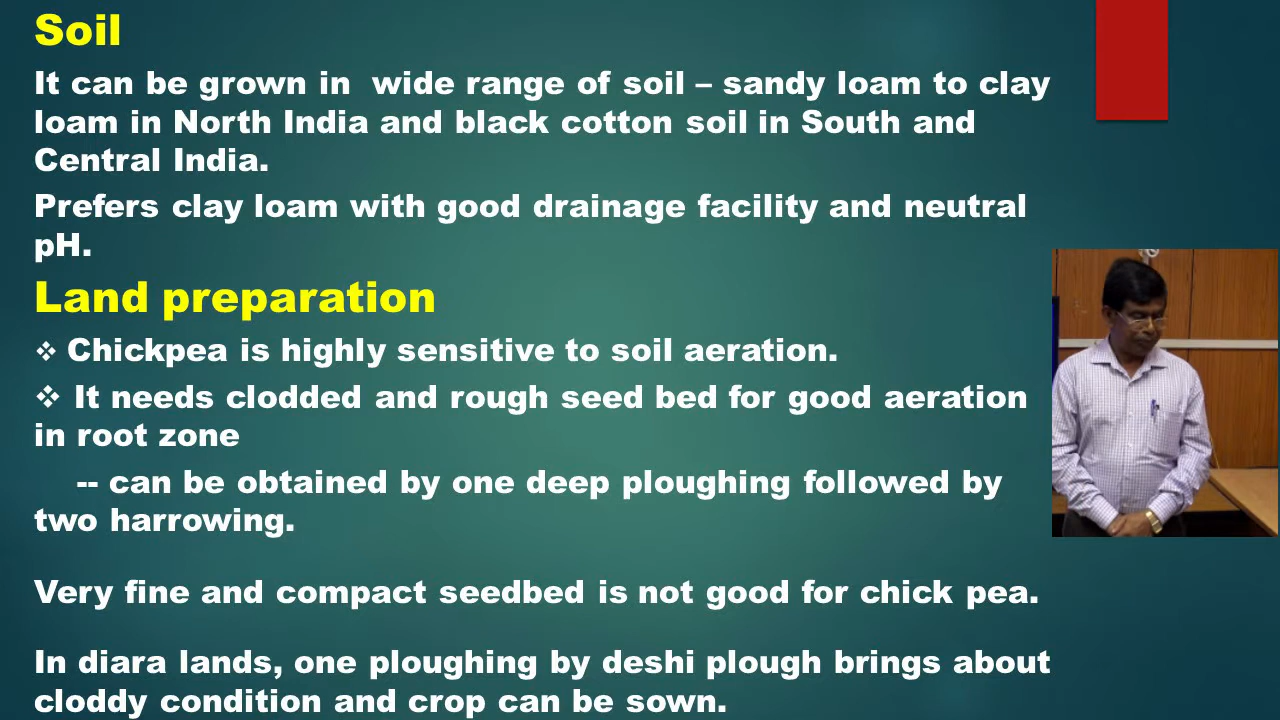 Soil
It can be grown in  wide range of soil – sandy loam to clay
loam in North India and black cotton soil in South and
Central India.
Prefers clay loam with good drainage facility and neutral
pH.
Land preparation
❖ Chickpea is highly sensitive to soil aeration.
❖ It needs clodded and rough seed bed for good aeration
in root zone
-- can be obtained by one deep ploughing followed by
two harrowing.
Very fine and compact seedbed is not good for chick pea.
In diara lands, one ploughing by deshi plough brings about
cloddy condition and crop can be sown.